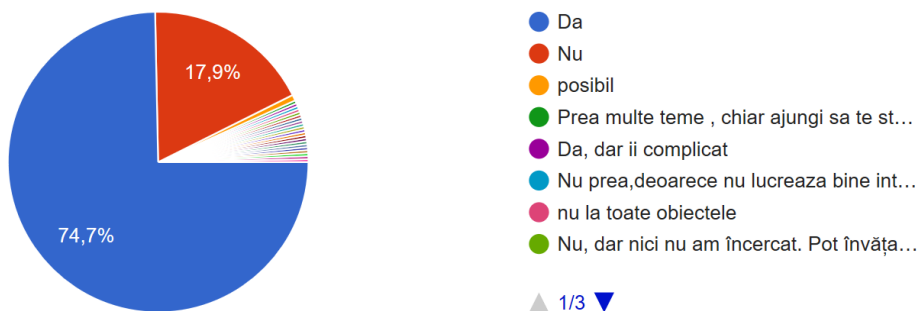 Da
Nu
posibil
Prea multe teme , chiar ajungi sa te st...
Da, dar ii complicat
Nu prea,deoarece nu lucreaza bine int...
nu la toate obiectele
Nu, dar nici nu am încercat. Pot învăța...
1/3
17,9%
74,7%